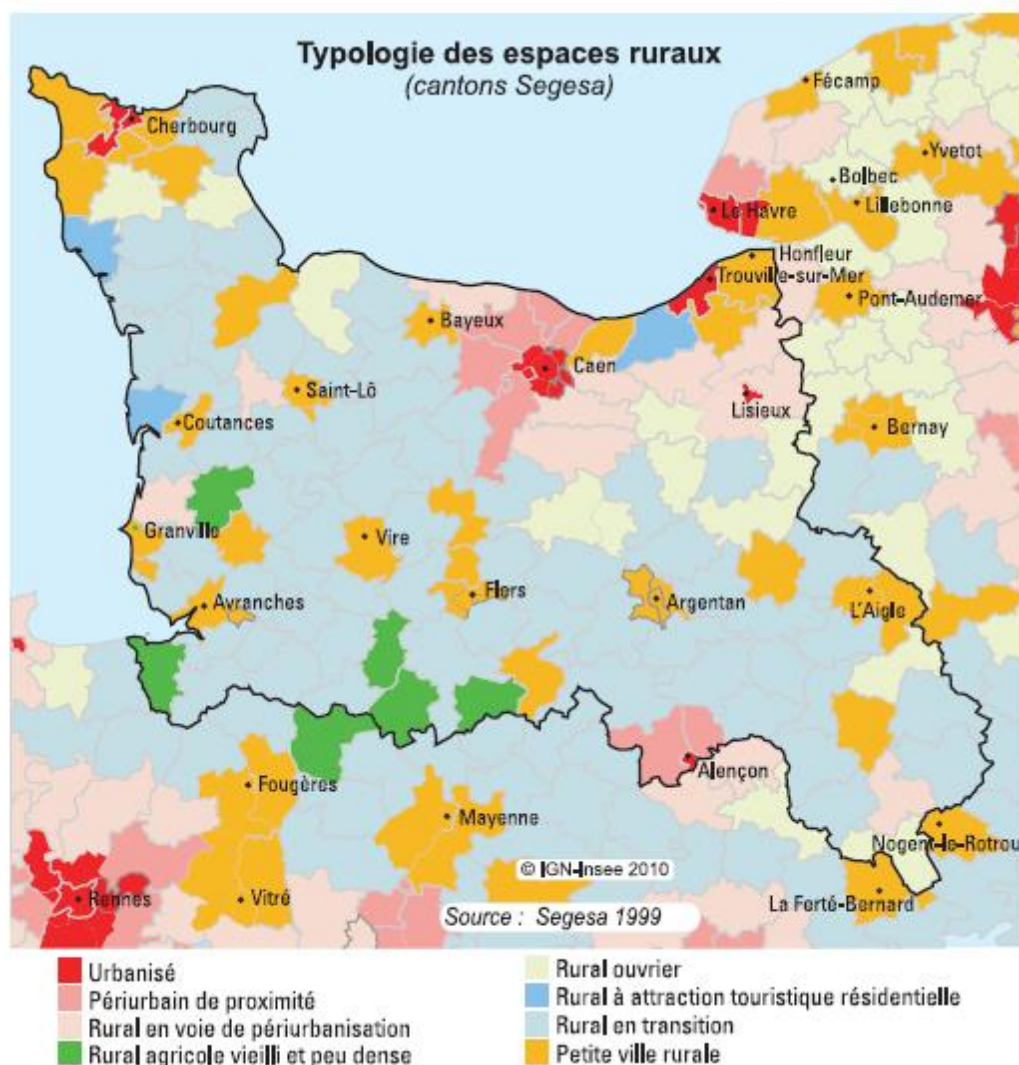 Typologie des espaces ruraux
(cantons Segesa)
Fécamp
Cherbourg
Yvetot
Bolbec
Lillebonne
Le Havre
Honfleur
Trouville-sur-Mer
Pont-Audemer
Bayeux
Caen
Saint-Lô
Lisieux
Coutances
Bernay
Granville
Vire
Flers
Avranches
Argentan
L'Aigle
Alençon
Fougères
Mayenne
Nogent-le-Rotrou
© IGN-Insee 2010
Rennes
Vitré
La Ferté-Bernard
Source : Segesa 1999
Urbanisé
Périurbain de proximité
Rural en voie de périurbanisation
Rural agricole vieilli et peu dense
Rural ouvrier
Rural à attraction touristique résidentielle
Rural en transition
Petite ville rurale